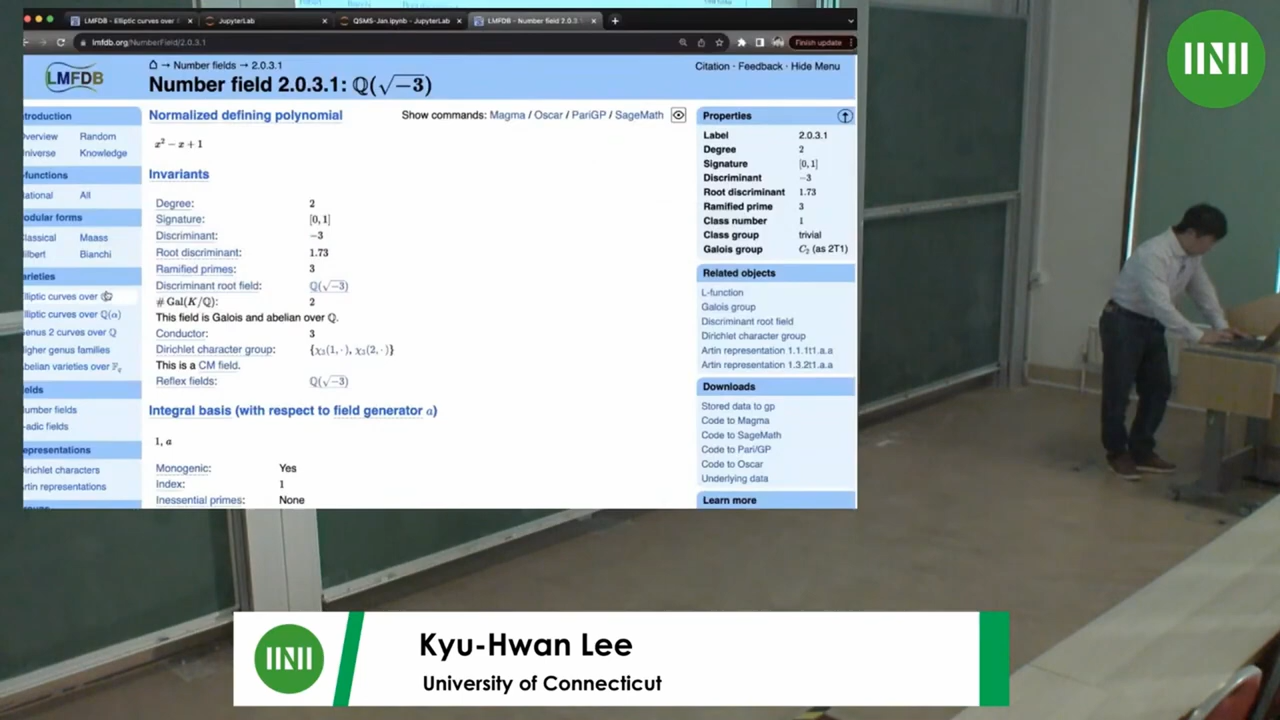 LMFDB - Elliptic curves over
JupyterLab
QSMS-Jan.ipynb - JupyterLab
LMFDB - Number field 2.0.3.1
lmfdb.org/NumberField/2.0.3.1
Finish update
LMFDB
→ Number fields → 2.0.3.1
Number field 2.0.3.1: ℚ(√−3)
Citation · Feedback · Hide Menu
ntroduction
verview Random
niverse Knowledge
-functions
ational All
odular forms
lassical Maass
ilbert Bianchi
arieties
lliptic curves over
lliptic curves over ℚ(α)
enus 2 curves over ℚ
igher genus families
belian varieties over 𝔽q
ields
umber fields
-adic fields
epresentations
irichlet characters
rtin representations
Normalized defining polynomial
Show commands: Magma / Oscar / PariGP / SageMath
x² − x + 1
Invariants
Degree: 2
Signature: [0, 1]
Discriminant: −3
Root discriminant: 1.73
Ramified primes: 3
Discriminant root field: ℚ(√−3)
# Gal(K/ℚ): 2
This field is Galois and abelian over ℚ.
Conductor: 3
Dirichlet character group: {χ₃(1, ·), χ₃(2, ·)}
This is a CM field.
Reflex fields: ℚ(√−3)
Integral basis (with respect to field generator a)
1, a
Monogenic: Yes
Index: 1
Inessential primes: None
Properties
Label 2.0.3.1
Degree 2
Signature [0, 1]
Discriminant −3
Root discriminant 1.73
Ramified prime 3
Class number 1
Class group trivial
Galois group C₂ (as 2T1)
Related objects
L-function
Galois group
Discriminant root field
Dirichlet character group
Artin representation 1.1.1t1.a.a
Artin representation 1.3.2t1.a.a
Downloads
Stored data to gp
Code to Magma
Code to SageMath
Code to Pari/GP
Code to Oscar
Underlying data
Learn more
Kyu-Hwan Lee
University of Connecticut